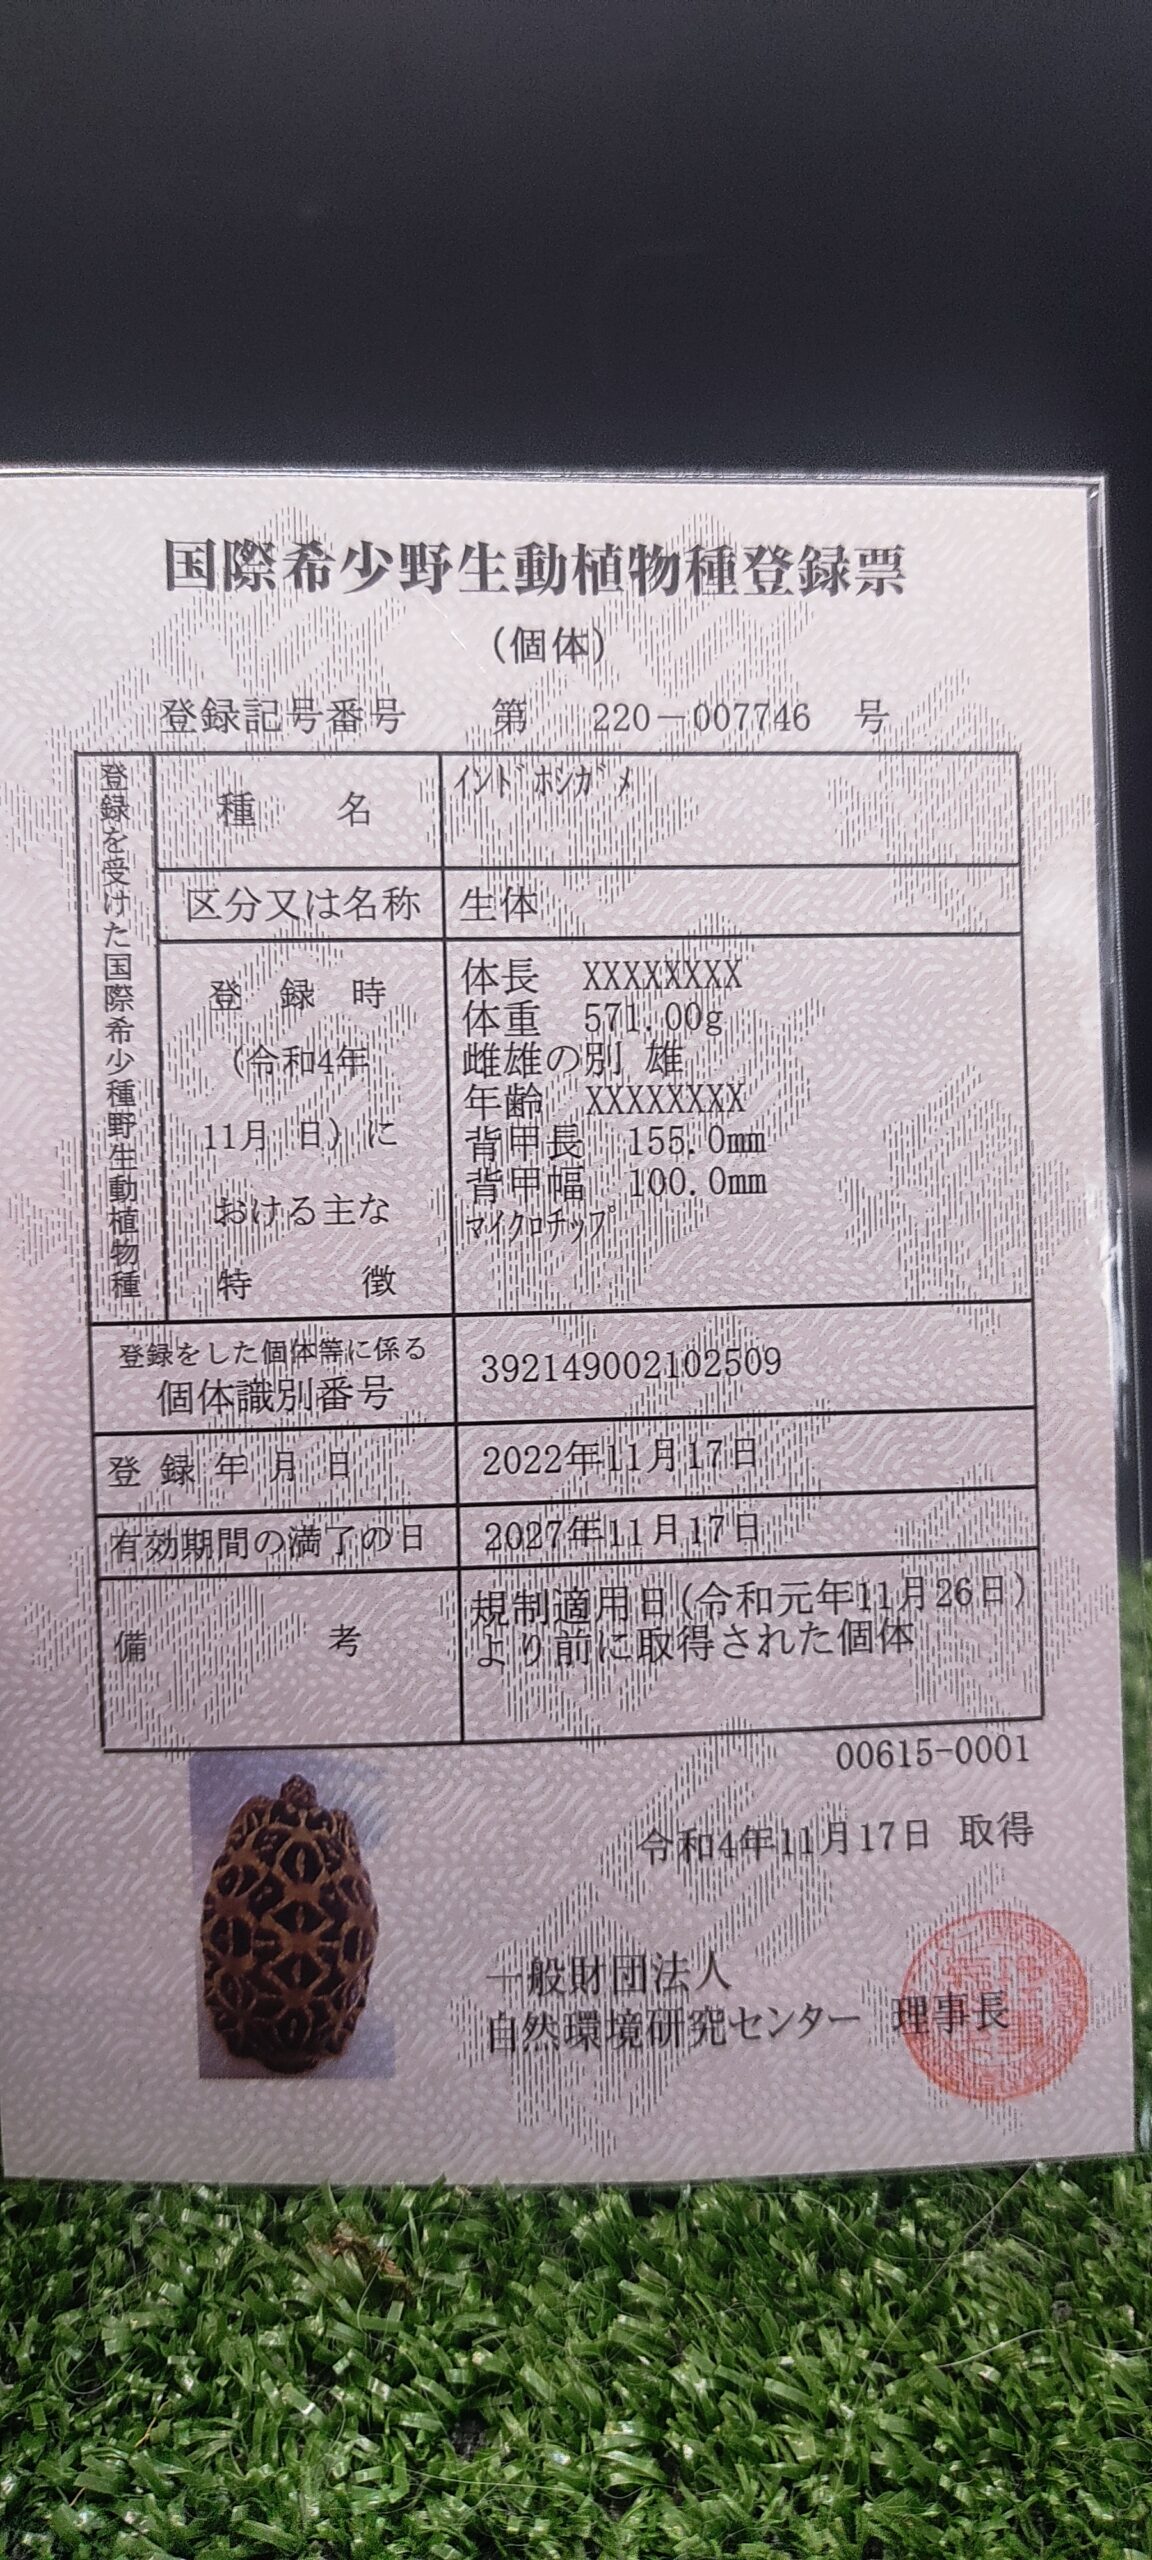 国際希少野生動植物種登録票
(個体)
登録記号番号 第 220-007746 号
登録を受けた国際希少種野生動植物種
種名 ｲﾝﾄﾞﾎｼｶﾞﾒ
区分又は名称 生体
登録時
(令和4年
11月 日)に
おける主な
特徴
体長 XXXXXXXX
体重 571.00g
雌雄の別 雄
年齢 XXXXXXXX
背甲長 155.0mm
背甲幅 100.0mm
ﾏｲｸﾛﾁｯﾌﾟ
登録をした個体等に係る
個体識別番号
392149002102509
登録年月日 2022年11月17日
有効期間の満了の日 2027年11月17日
備考
規制適用日(令和元年11月26日)
より前に取得された個体
00615-0001
令和4年11月17日 取得
一般財団法人
自然環境研究センター 理事長